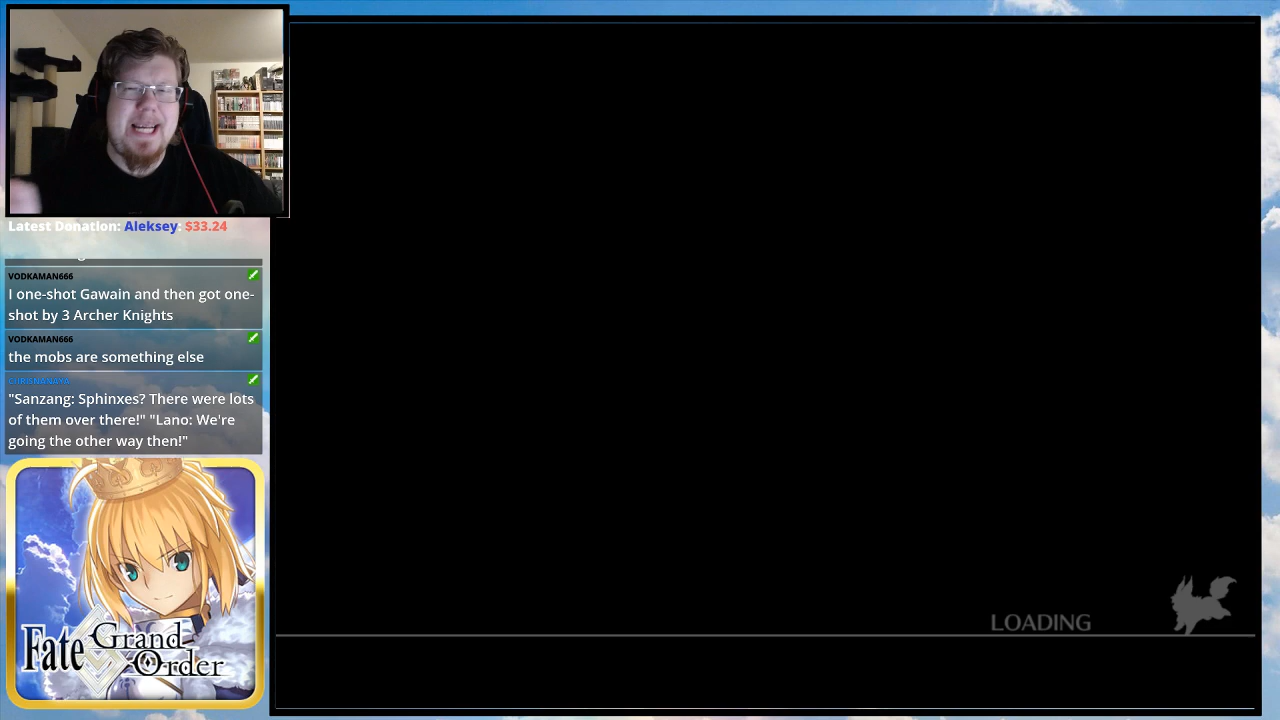 Latest Donation: Aleksey: $33.24
VODKAMAN666
I one-shot Gawain and then got one-
shot by 3 Archer Knights
VODKAMAN666
the mobs are something else
CHRISNANAYA
"Sanzang: Sphinxes? There were lots
of them over there!" "Lano: We're
going the other way then!"
Fate Grand
Order
LOADING